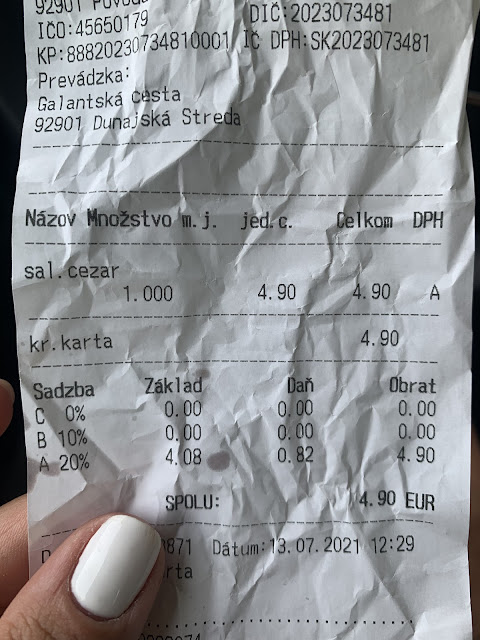 92901 Povoda
IČO:45650179 DIČ:2023073481
KP:88820230734810001 IČ DPH:SK2023073481
Prevádzka:
Galantská cesta
92901 Dunajská Streda
Názov Množstvo m.j. jed.c. Celkom DPH
sal.cezar
1.000 4.90 4.90 A
kr.karta 4.90
Sadzba Základ Daň Obrat
C 0% 0.00 0.00 0.00
B 10% 0.00 0.00 0.00
A 20% 4.08 0.82 4.90
SPOLU: 4.90 EUR
Dátum:13.07.2021 12:29